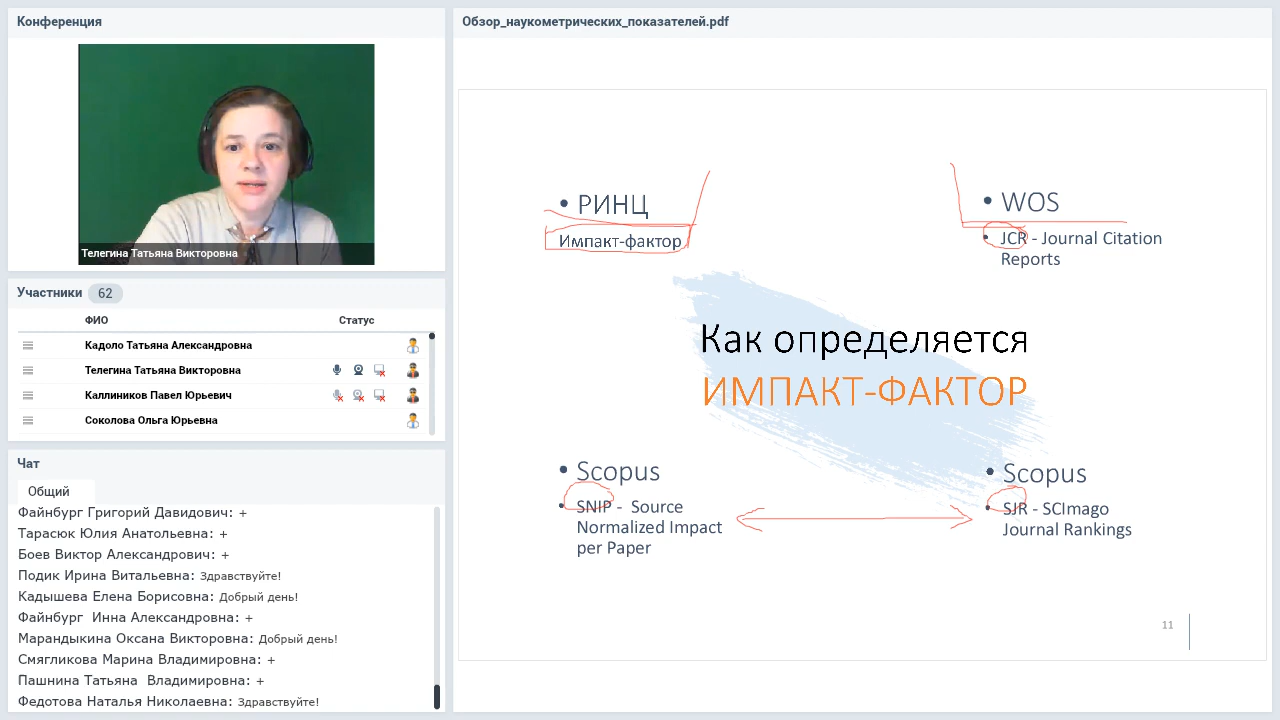 Конференция
Телегина Татьяна Викторовна
Участники 62
ФИО Статус
Кадоло Татьяна Александровна
Телегина Татьяна Викторовна
Каллиников Павел Юрьевич
Соколова Ольга Юрьевна
Чат
Общий
Файнбург Григорий Давидович: +
Тарасюк Юлия Анатольевна: +
Боев Виктор Александрович: +
Подик Ирина Витальевна: Здравствуйте!
Кадышева Елена Борисовна: Добрый день!
Файнбург Инна Александровна: +
Марандыкина Оксана Викторовна: Добрый день!
Смягликова Марина Владимировна: +
Пашнина Татьяна Владимировна: +
Федотова Наталья Николаевна: Здравствуйте!
Обзор_наукометрических_показателей.pdf
• РИНЦ
Импакт-фактор
• WOS
• JCR - Journal Citation
Reports
Как определяется
ИМПАКТ-ФАКТОР
• Scopus
• SNIP - Source
Normalized Impact
per Paper
• Scopus
• SJR - SCImago
Journal Rankings
11